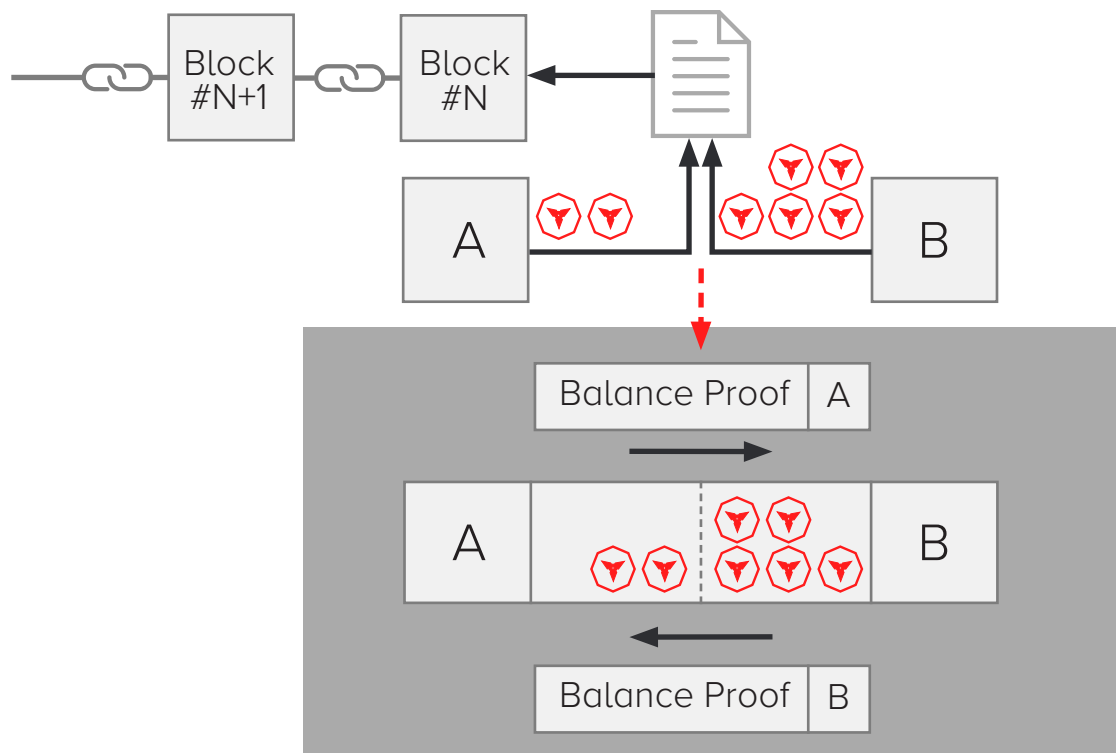 Block
#N+1
Block
#N
A
B
Balance Proof A
A
B
Balance Proof B